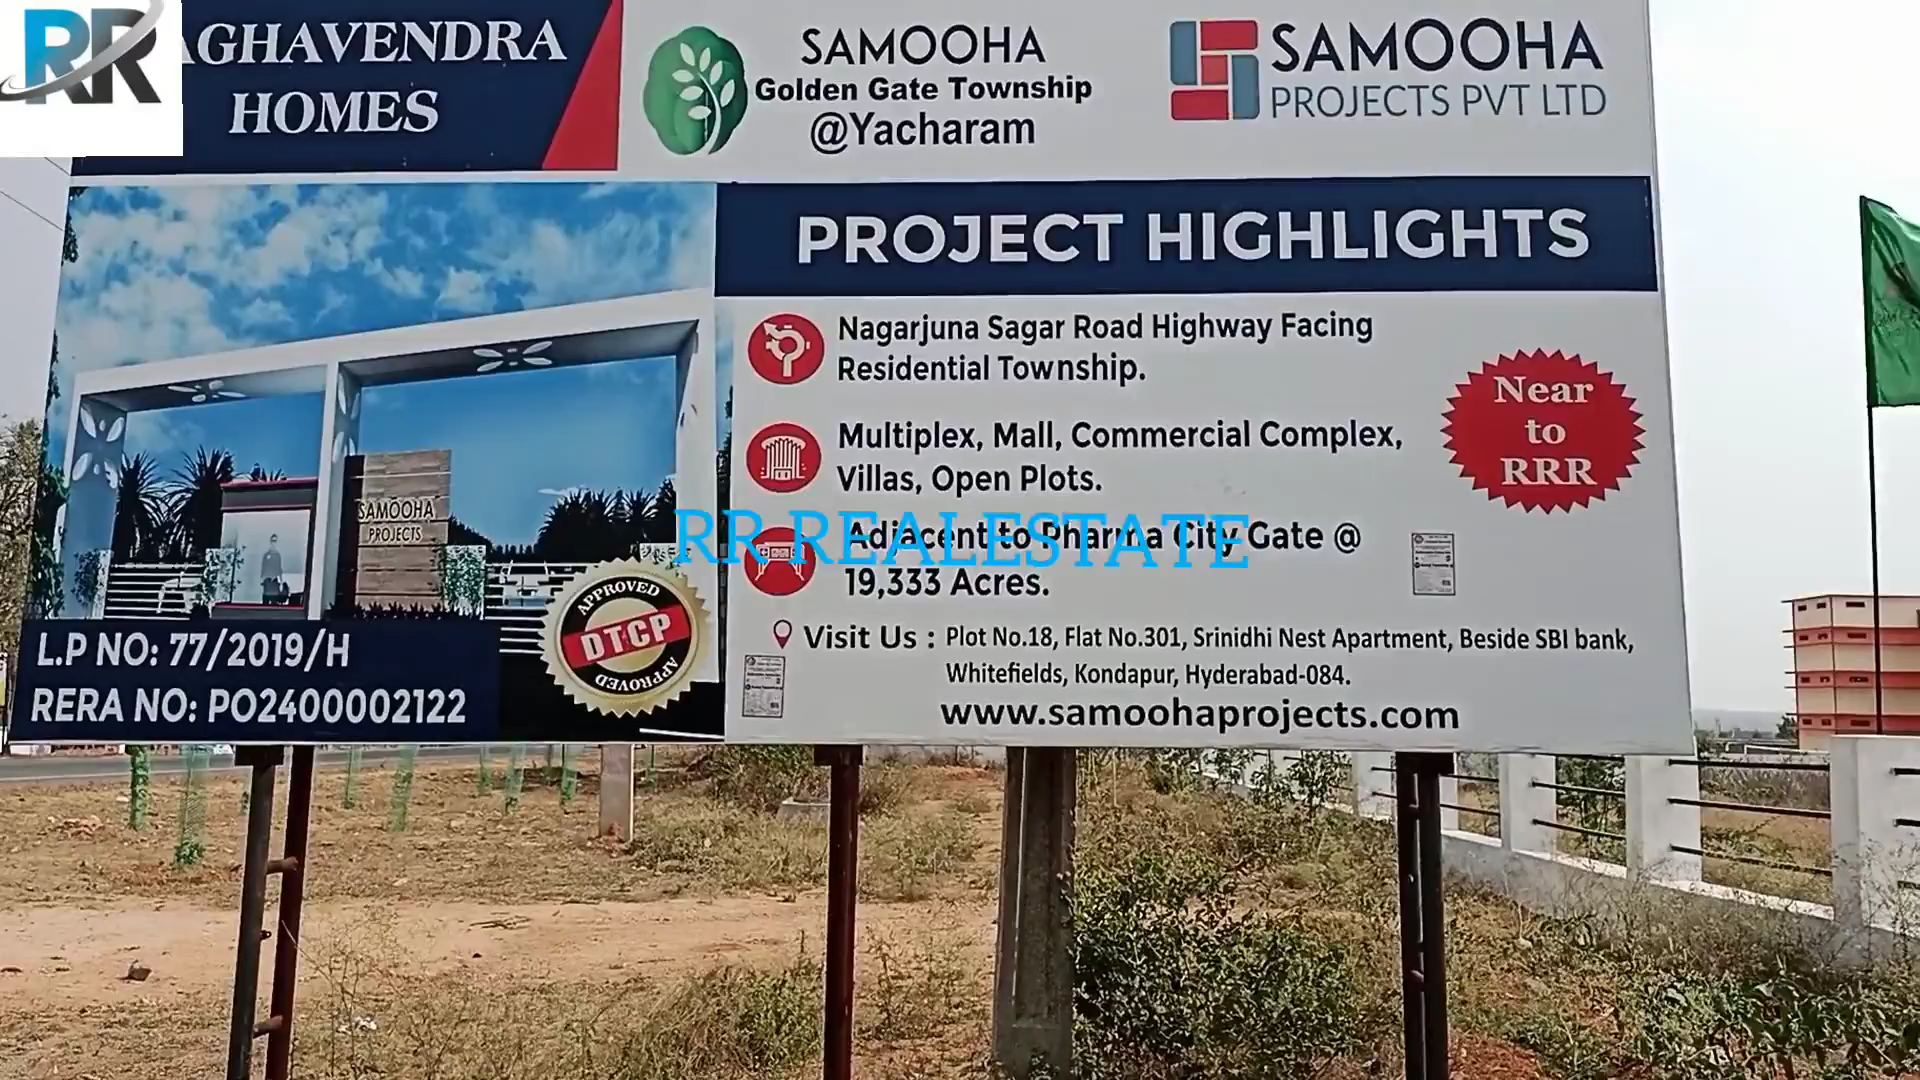 RR
AGHAVENDRA
HOMES
SAMOOHA
Golden Gate Township
@Yacharam
SAMOOHA
PROJECTS PVT LTD
PROJECT HIGHLIGHTS
Nagarjuna Sagar Road Highway Facing
Residential Township.
Multiplex, Mall, Commercial Complex,
Villas, Open Plots.
Near
to
RRR
RR REALESTATE
Adjacent to Pharma City Gate @
19,333 Acres.
SAMOOHA
PROJECTS
APPROVED
DTCP
APPROVED
L.P NO: 77/2019/H
RERA NO: PO2400002122
Visit Us : Plot No.18, Flat No.301, Srinidhi Nest Apartment, Beside SBI bank,
Whitefields, Kondapur, Hyderabad-084.
www.samoohaprojects.com